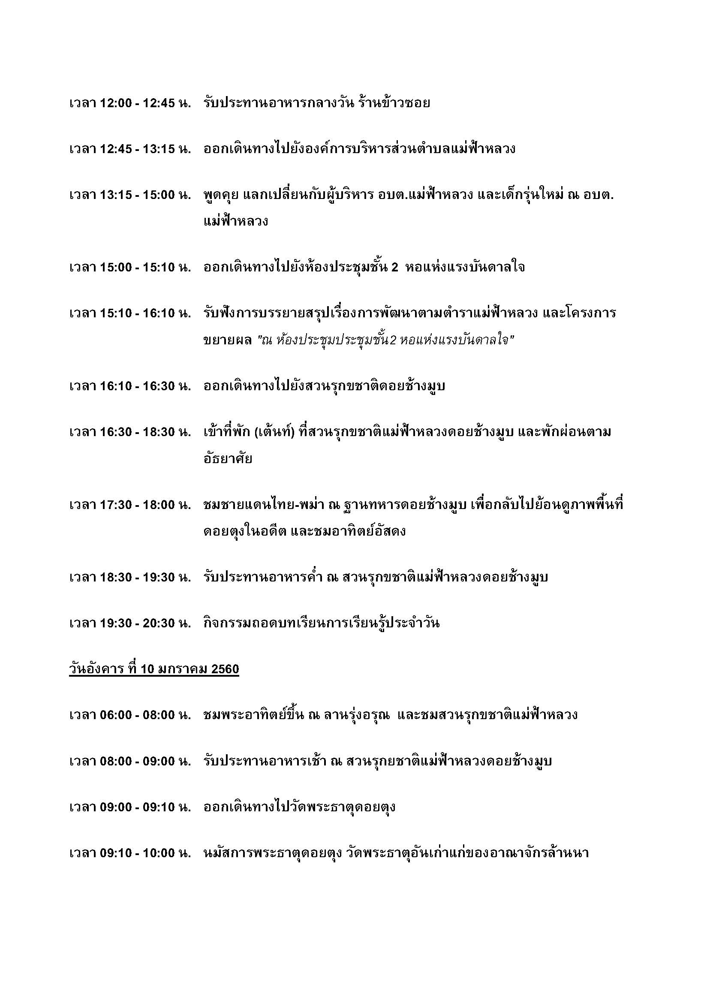 เวลา 12:00 - 12:45 น. รับประทานอาหารกลางวัน ร้านข้าวซอย
เวลา 12:45 - 13:15 น. ออกเดินทางไปยังองค์การบริหารส่วนตำบลแม่ฟ้าหลวง
เวลา 13:15 - 15:00 น. พูดคุย แลกเปลี่ยนกับผู้บริหาร อบต.แม่ฟ้าหลวง และเด็กรุ่นใหม่ ณ อบต.
แม่ฟ้าหลวง
เวลา 15:00 - 15:10 น. ออกเดินทางไปยังห้องประชุมชั้น 2 หอแห่งแรงบันดาลใจ
เวลา 15:10 - 16:10 น. รับฟังการบรรยายสรุปเรื่องการพัฒนาตามตำราแม่ฟ้าหลวง และโครงการ
ขยายผล "ณ ห้องประชุมประชุมชั้น2 หอแห่งแรงบันดาลใจ"
เวลา 16:10 - 16:30 น. ออกเดินทางไปยังสวนรุกขชาติดอยช้างมูบ
เวลา 16:30 - 18:30 น. เข้าที่พัก (เต้นท์) ที่สวนรุกขชาติแม่ฟ้าหลวงดอยช้างมูบ และพักผ่อนตาม
อัธยาศัย
เวลา 17:30 - 18:00 น. ชมชายแดนไทย-พม่า ณ ฐานทหารดอยช้างมูบ เพื่อกลับไปย้อนดูภาพพื้นที่
ดอยตุงในอดีต และชมอาทิตย์อัสดง
เวลา 18:30 - 19:30 น. รับประทานอาหารค่ำ ณ สวนรุกขชาติแม่ฟ้าหลวงดอยช้างมูบ
เวลา 19:30 - 20:30 น. กิจกรรมถอดบทเรียนการเรียนรู้ประจำวัน
วันอังคาร ที่ 10 มกราคม 2560
เวลา 06:00 - 08:00 น. ชมพระอาทิตย์ขึ้น ณ ลานรุ่งอรุณ และชมสวนรุกขชาติแม่ฟ้าหลวง
เวลา 08:00 - 09:00 น. รับประทานอาหารเช้า ณ สวนรุกยชาติแม่ฟ้าหลวงดอยช้างมูบ
เวลา 09:00 - 09:10 น. ออกเดินทางไปวัดพระธาตุดอยตุง
เวลา 09:10 - 10:00 น. นมัสการพระธาตุดอยตุง วัดพระธาตุอันเก่าแก่ของอาณาจักรล้านนา